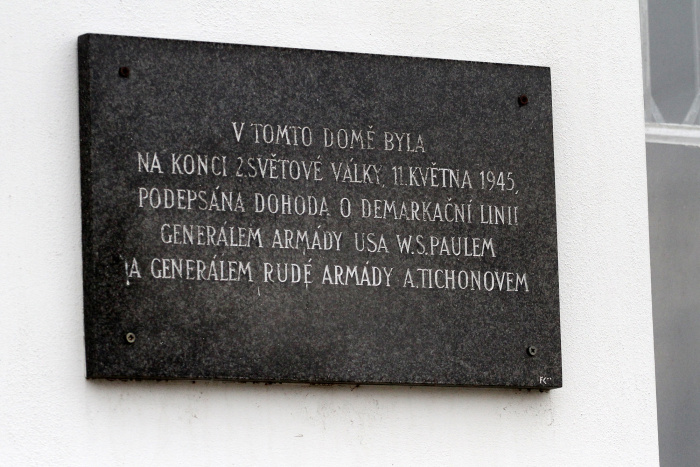 V TOMTO DOMĚ BYLA
NA KONCI 2.SVĚTOVÉ VÁLKY, 11.KVĚTNA 1945,
PODEPSÁNA DOHODA O DEMARKAČNÍ LINII
GENERALEM ARMÁDY USA W.S.PAULEM
A GENERÁLEM RUDÉ ARMÁDY A.TICHONOVEM